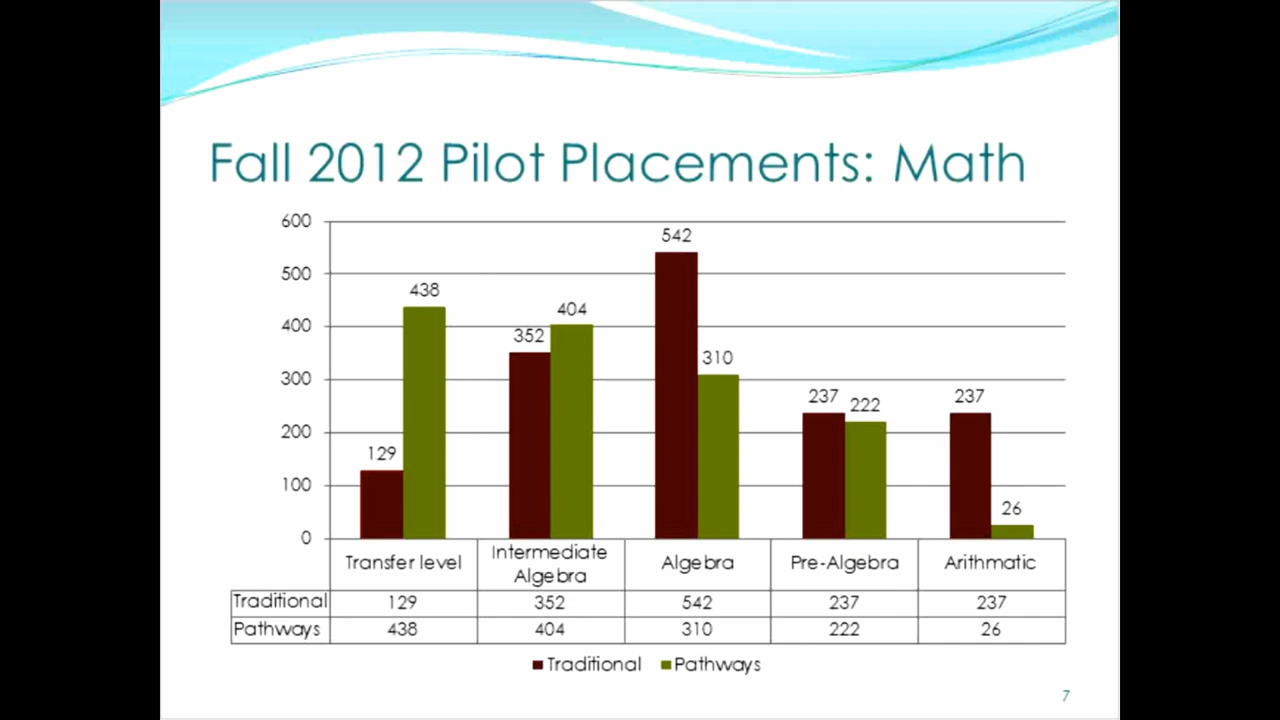 Fall 2012 Pilot Placements: Math
600
500
400
300
200
100
0
129
438
352
404
542
310
237
222
237
26
Transfer level
Intermediate
Algebra
Algebra
Pre-Algebra
Arithmatic
Traditional 129 352 542 237 237
Pathways 438 404 310 222 26
Traditional Pathways
7